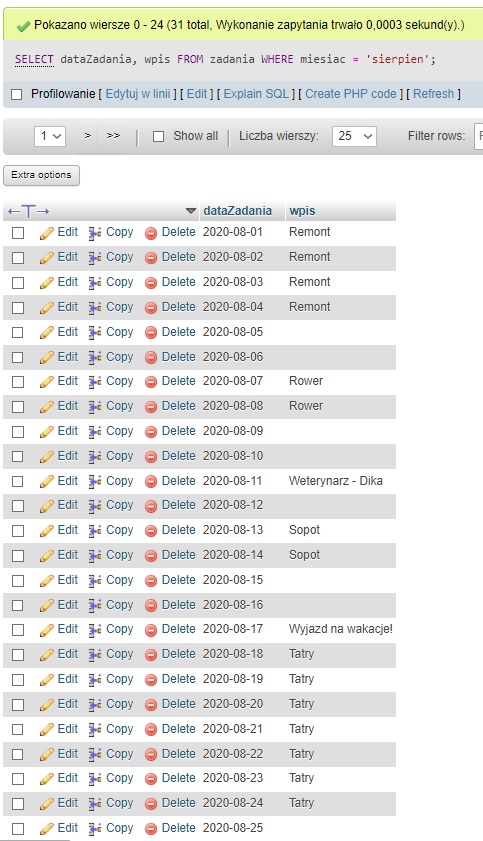 Pokazano wiersze 0 - 24 (31 total, Wykonanie zapytania trwało 0,0003 sekund(y).)
SELECT dataZadania, wpis FROM zadania WHERE miesiac = 'sierpien';
Profilowanie [ Edytuj w linii ] [ Edit ] [ Explain SQL ] [ Create PHP code ] [ Refresh ]
1 > >> Show all Liczba wierszy: 25 Filter rows:
Extra options
←T→ dataZadania wpis
Edit Copy Delete 2020-08-01 Remont
Edit Copy Delete 2020-08-02 Remont
Edit Copy Delete 2020-08-03 Remont
Edit Copy Delete 2020-08-04 Remont
Edit Copy Delete 2020-08-05
Edit Copy Delete 2020-08-06
Edit Copy Delete 2020-08-07 Rower
Edit Copy Delete 2020-08-08 Rower
Edit Copy Delete 2020-08-09
Edit Copy Delete 2020-08-10
Edit Copy Delete 2020-08-11 Weterynarz - Dika
Edit Copy Delete 2020-08-12
Edit Copy Delete 2020-08-13 Sopot
Edit Copy Delete 2020-08-14 Sopot
Edit Copy Delete 2020-08-15
Edit Copy Delete 2020-08-16
Edit Copy Delete 2020-08-17 Wyjazd na wakacje!
Edit Copy Delete 2020-08-18 Tatry
Edit Copy Delete 2020-08-19 Tatry
Edit Copy Delete 2020-08-20 Tatry
Edit Copy Delete 2020-08-21 Tatry
Edit Copy Delete 2020-08-22 Tatry
Edit Copy Delete 2020-08-23 Tatry
Edit Copy Delete 2020-08-24 Tatry
Edit Copy Delete 2020-08-25